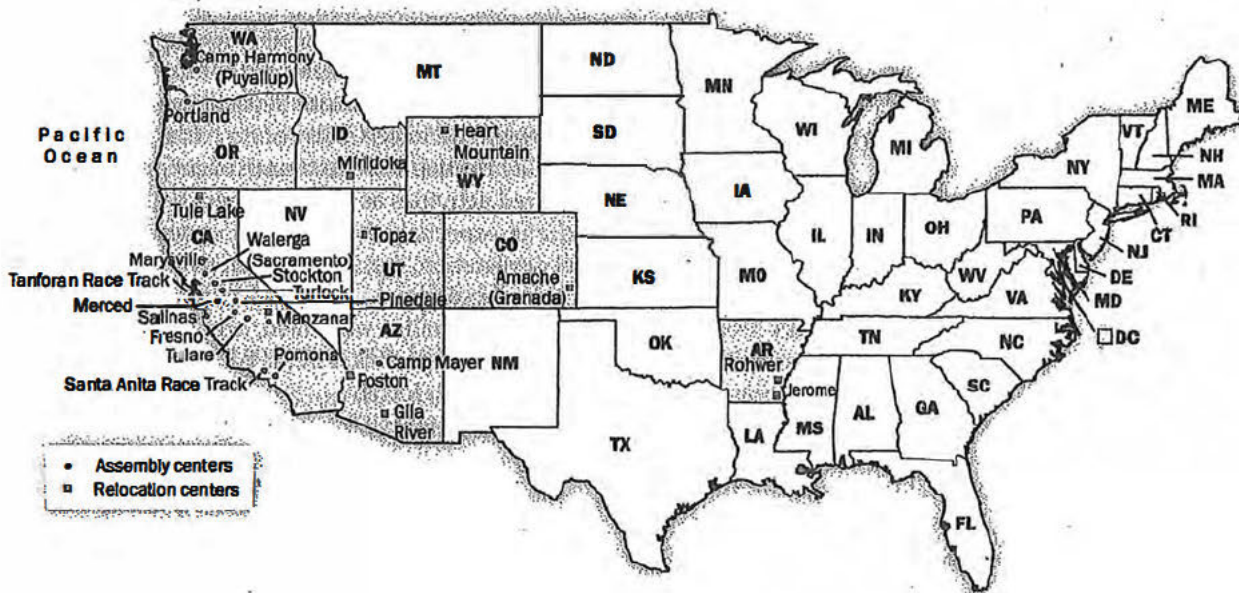 WA
Camp Harmony
(Puyallup)
MT
ND
MN
ME
Portland
Pacific
Ocean
OR
ID
Minidoka
Heart
Mountain
WY
SD
WI
MI
VT
NY
NH
MA
RI
CT
Tule Lake
CA
NV
NE
IA
PA
NJ
Marysville
Walerga
(Sacramento)
Stockton
Turlock
Tanforan Race Track
Merced
Topaz
UT
CO
Amache
(Granada)
KS
MO
IL
IN
OH
WV
VA
DE
MD
DC
KY
Salinas
Fresno
Tulare
Pinedale
Manzana
AZ
Camp Mayer
NM
OK
AR
Rohwer
Jerome
TN
NC
SC
Pomona
Santa Anita Race Track
Poston
Gila
River
TX
LA
MS
AL
GA
FL
Assembly centers
Relocation centers